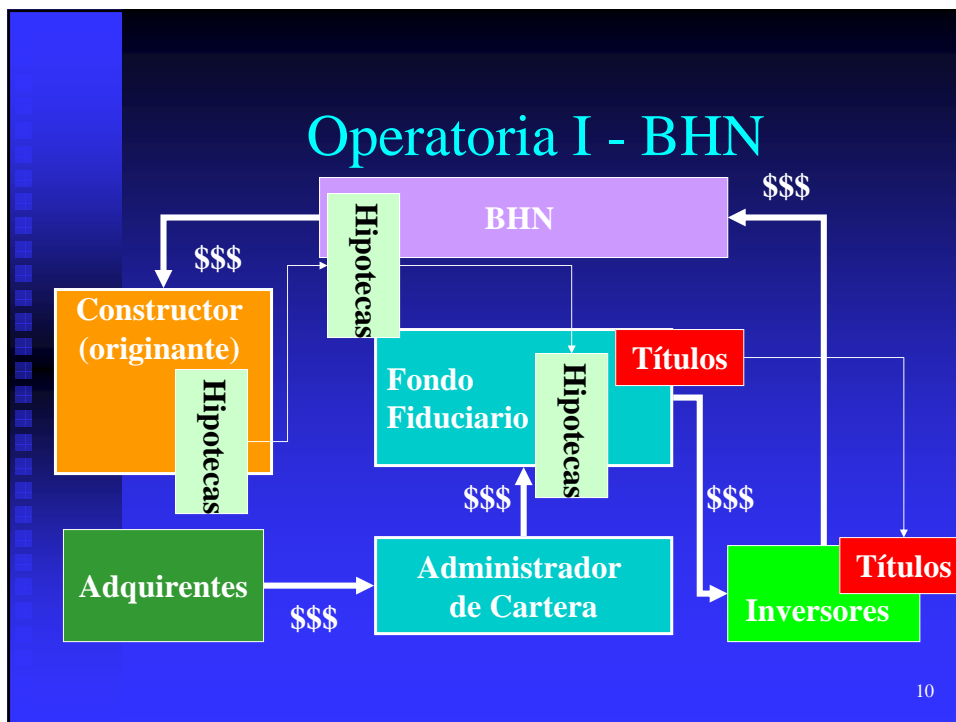 Operatoria I - BHN
$$$
BHN
Hipotecas
$$$
Constructor
(originante)
Hipotecas
Fondo
Fiduciario
Hipotecas
Títulos
$$$
$$$
Adquirentes
$$$
Administrador
de Cartera
Títulos
Inversores
10